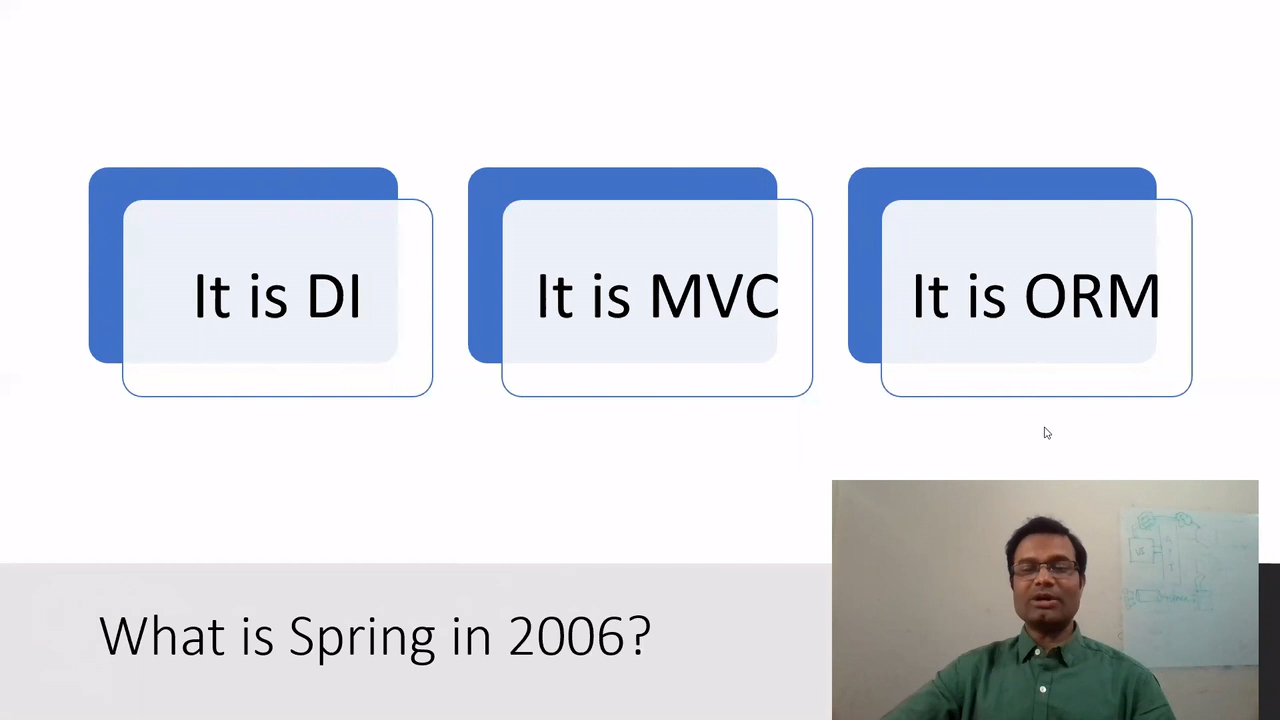 It is DI
It is MVC
It is ORM
What is Spring in 2006?